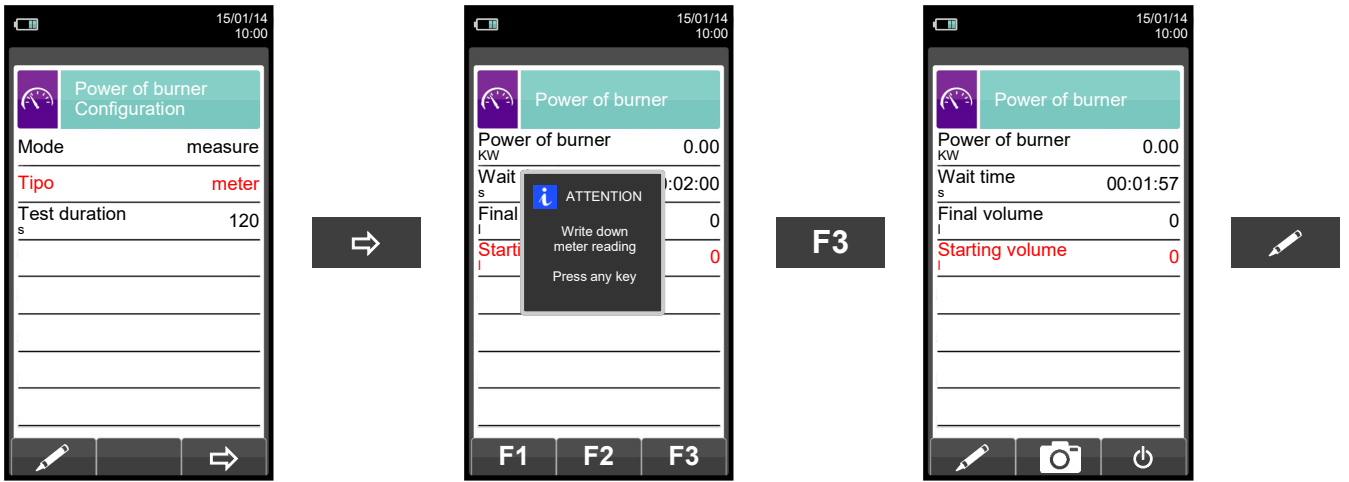 15/01/14
10:00
Power of burner
Configuration
Mode measure
Tipo meter
Test duration 120
s
15/01/14
10:00
Power of burner
Power of burner 0.00
KW
Wait :02:00
s
Final 0
l
Starti 0
l
ATTENTION
Write down
meter reading
Press any key
F1 F2 F3
F3
15/01/14
10:00
Power of burner
Power of burner 0.00
KW
Wait time 00:01:57
s
Final volume 0
l
Starting volume 0
l